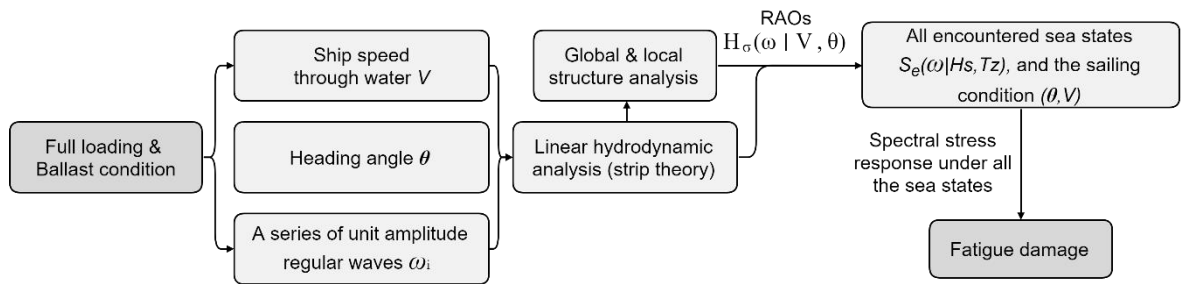 Full loading &
Ballast condition
Ship speed
through water V
Heading angle θ
A series of unit amplitude
regular waves ωi
Global & local
structure analysis
Linear hydrodynamic
analysis (strip theory)
RAOs
Hσ(ω | V , θ)
All encountered sea states
Se(ω|Hs,Tz), and the sailing
condition (θ,V)
Spectral stress
response under all
the sea states
Fatigue damage